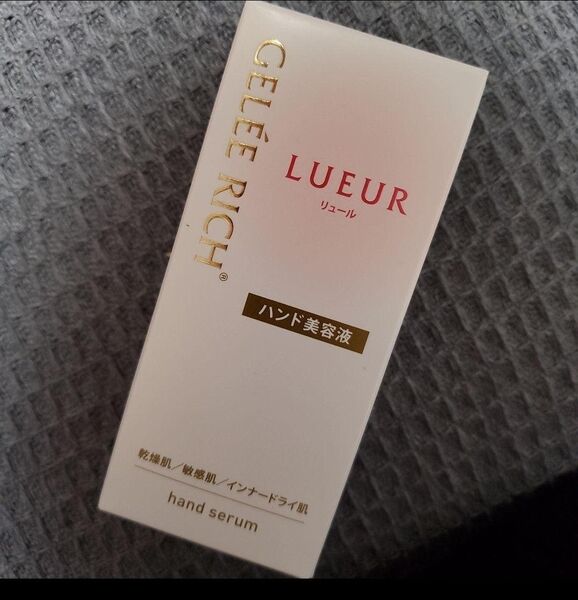 GELÉE RICH®
LUEUR
リュール
ハンド美容液
乾燥肌／敏感肌／インナードライ肌
hand serum